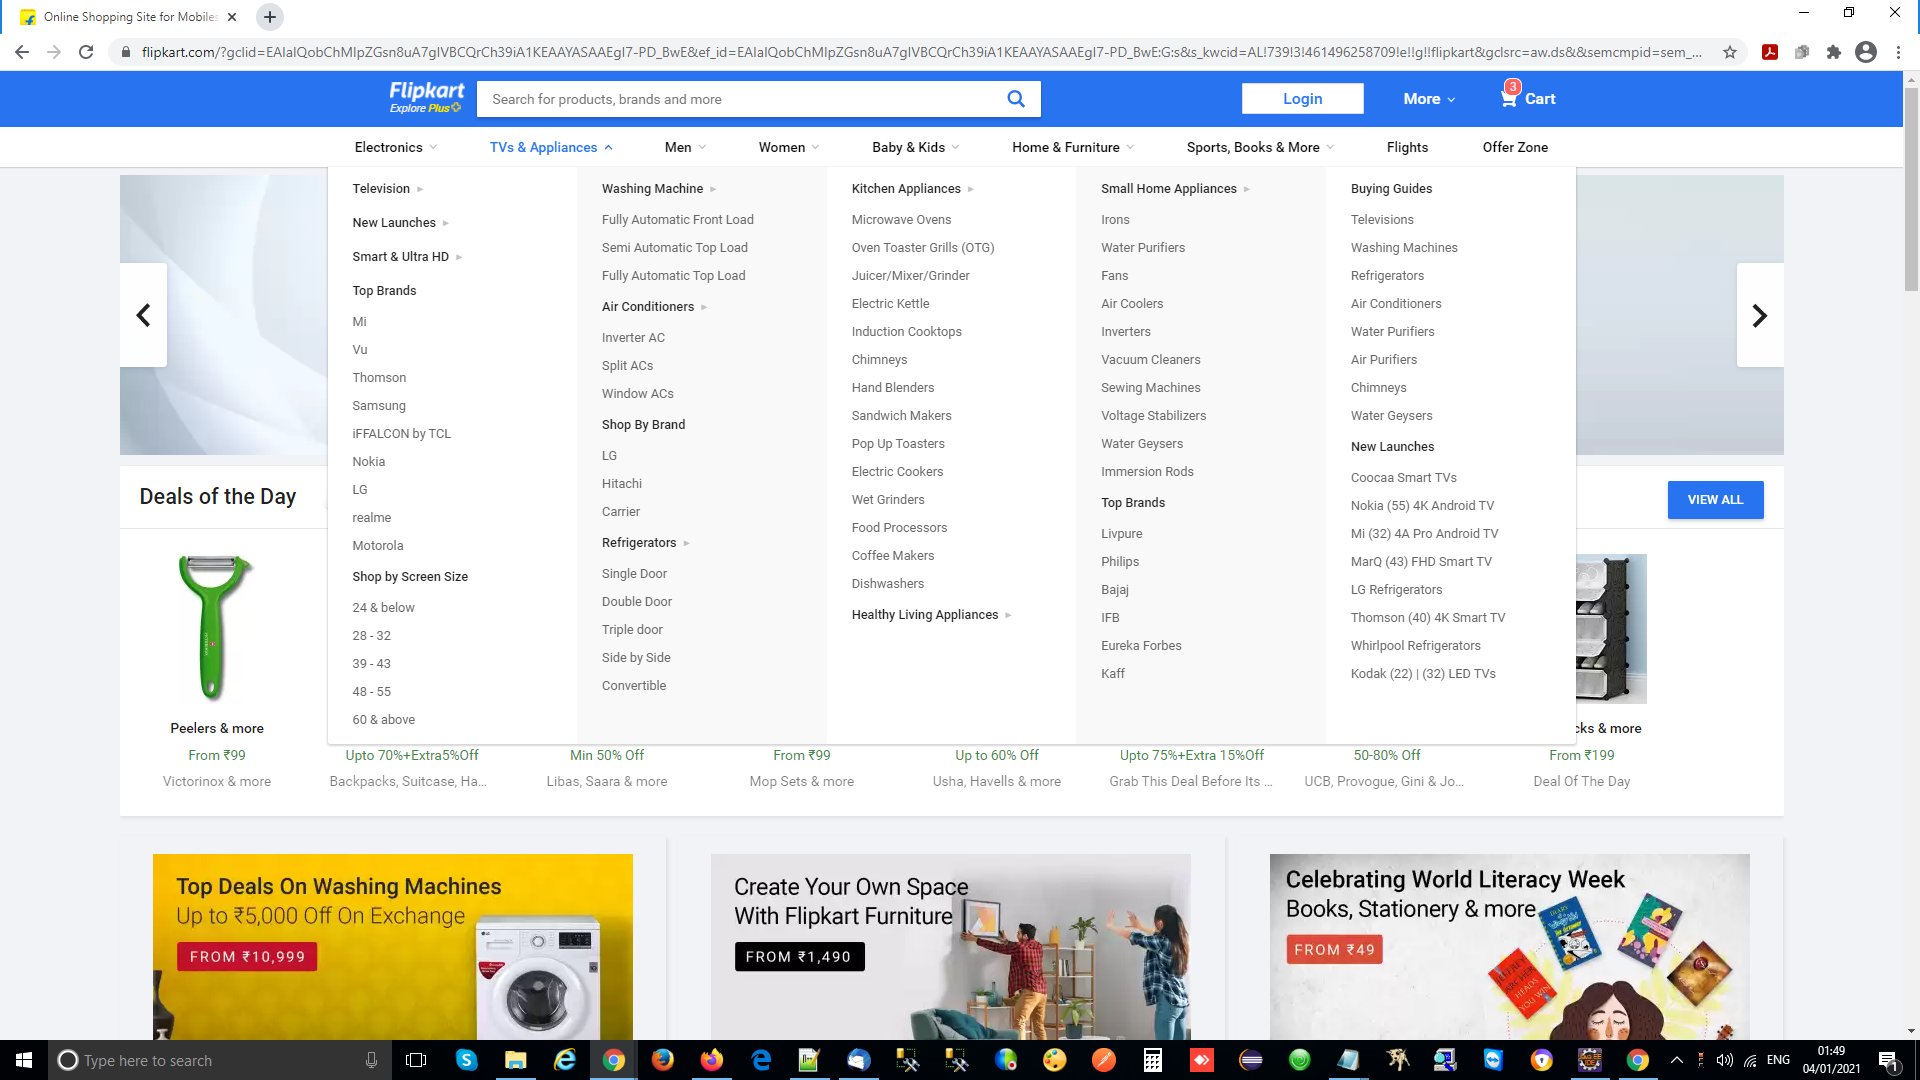 Online Shopping Site for Mobiles
flipkart.com/?gclid=EAIaIQobChMIpZGsn8uA7gIVBCQrCh39iA1KEAAYASAAEgI7-PD_BwE&ef_id=EAIaIQobChMIpZGsn8uA7gIVBCQrCh39iA1KEAAYASAAEgI7-PD_BwE:G:s&s_kwcid=AL!739!3!461496258709!e!!g!!flipkart&gclsrc=aw.ds&&semcmpid=sem_...
Flipkart
Explore Plus
Search for products, brands and more
Login
More
3
Cart
Electronics
TVs & Appliances
Men
Women
Baby & Kids
Home & Furniture
Sports, Books & More
Flights
Offer Zone
Television
New Launches
Smart & Ultra HD
Top Brands
Mi
Vu
Thomson
Samsung
iFFALCON by TCL
Nokia
LG
realme
Motorola
Shop by Screen Size
24 & below
28 - 32
39 - 43
48 - 55
60 & above
Washing Machine
Fully Automatic Front Load
Semi Automatic Top Load
Fully Automatic Top Load
Air Conditioners
Inverter AC
Split ACs
Window ACs
Shop By Brand
LG
Hitachi
Carrier
Refrigerators
Single Door
Double Door
Triple door
Side by Side
Convertible
Kitchen Appliances
Microwave Ovens
Oven Toaster Grills (OTG)
Juicer/Mixer/Grinder
Electric Kettle
Induction Cooktops
Chimneys
Hand Blenders
Sandwich Makers
Pop Up Toasters
Electric Cookers
Wet Grinders
Food Processors
Coffee Makers
Dishwashers
Healthy Living Appliances
Small Home Appliances
Irons
Water Purifiers
Fans
Air Coolers
Inverters
Vacuum Cleaners
Sewing Machines
Voltage Stabilizers
Water Geysers
Immersion Rods
Top Brands
Livpure
Philips
Bajaj
IFB
Eureka Forbes
Kaff
Buying Guides
Televisions
Washing Machines
Refrigerators
Air Conditioners
Water Purifiers
Air Purifiers
Chimneys
Water Geysers
New Launches
Coocaa Smart TVs
Nokia (55) 4K Android TV
Mi (32) 4A Pro Android TV
MarQ (43) FHD Smart TV
LG Refrigerators
Thomson (40) 4K Smart TV
Whirlpool Refrigerators
Kodak (22) | (32) LED TVs
Deals of the Day
VIEW ALL
Peelers & more
From ₹99
Victorinox & more
Upto 70%+Extra5%Off
Backpacks, Suitcase, Ha...
Min 50% Off
Libas, Saara & more
From ₹99
Mop Sets & more
Up to 60% Off
Usha, Havells & more
Upto 75%+Extra 15%Off
Grab This Deal Before Its ...
50-80% Off
UCB, Provogue, Gini & Jo...
cks & more
From ₹199
Deal Of The Day
Top Deals On Washing Machines
Up to ₹5,000 Off On Exchange
FROM ₹10,999
Create Your Own Space
With Flipkart Furniture
FROM ₹1,490
Celebrating World Literacy Week
Books, Stationery & more
FROM ₹49
JEFFREY
ARCHER
HEADS
YOU WIN
Type here to search
ENG
01:49
04/01/2021
1